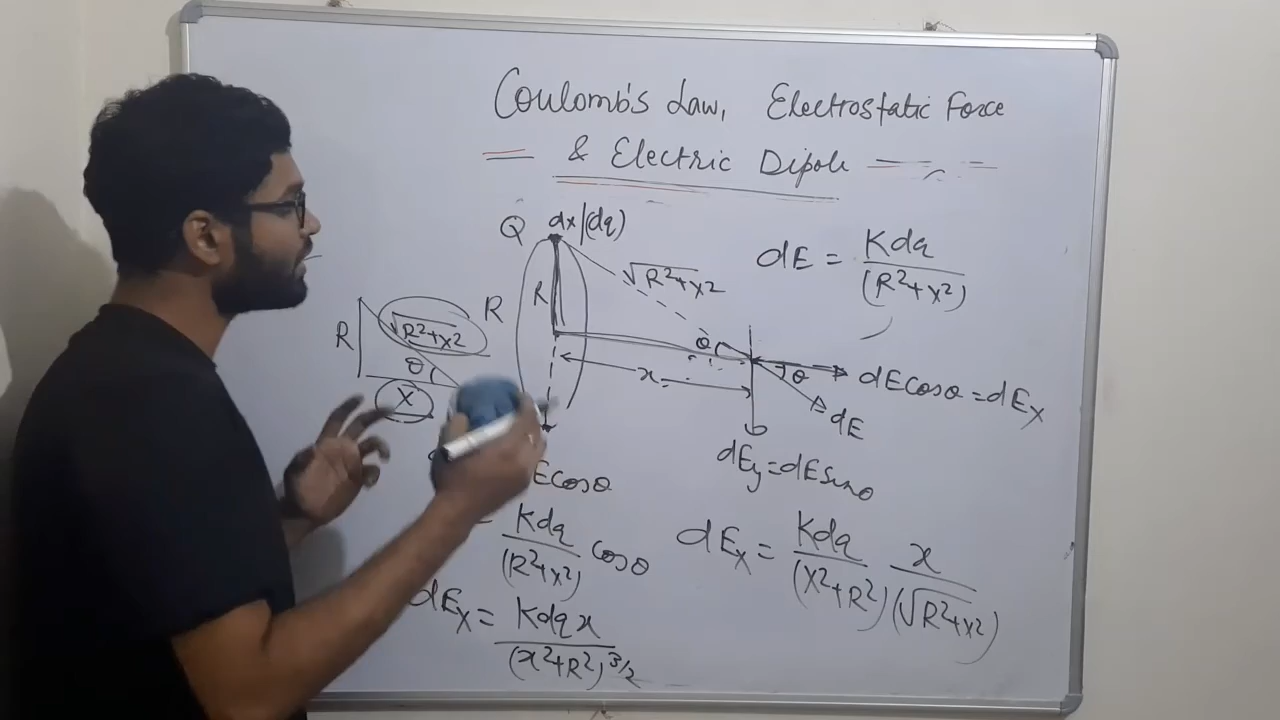 Coulomb's Law, Electrostatic Force
& Electric Dipole
Q dx/(dq)
dE = Kdq/(R²+x²)
√R²+x²
R
R
R
√R²+x²
θ
X
θ
x
θ
dE cosθ = dEx
dE
dEy = dE sinθ
E cosθ
= Kdq/(R²+x²) cosθ
dEx = Kdq/(X²+R²) x/(√R²+x²)
dEx = Kdq x/(x²+R²)^3/2